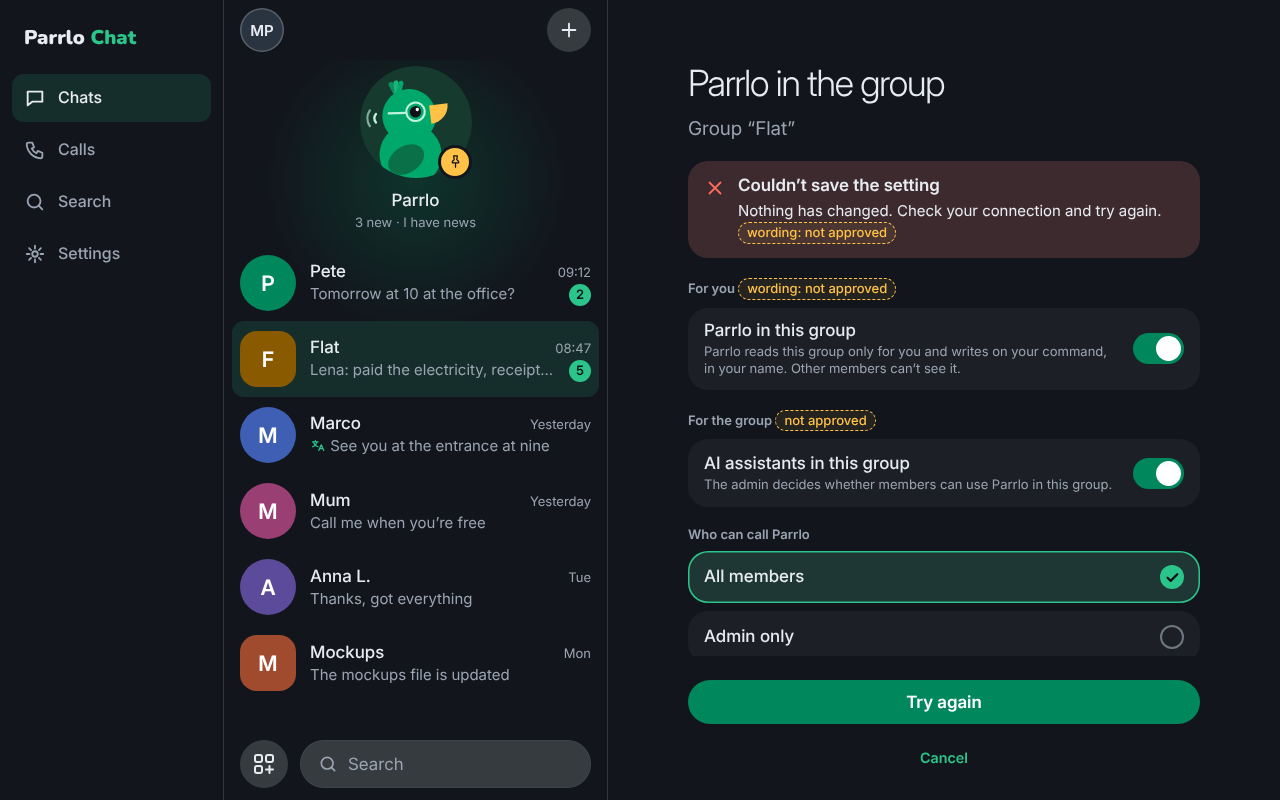 Parrlo Chat
Chats
Calls
Search
Settings
MP
Parrlo
3 new · I have news
P
Pete
09:12
Tomorrow at 10 at the office?
2
F
Flat
08:47
Lena: paid the electricity, receipt…
5
M
Marco
Yesterday
See you at the entrance at nine
M
Mum
Yesterday
Call me when you’re free
A
Anna L.
Tue
Thanks, got everything
M
Mockups
Mon
The mockups file is updated
Search
Parrlo in the group
Group “Flat”
Couldn’t save the setting
Nothing has changed. Check your connection and try again.
wording: not approved
For you wording: not approved
Parrlo in this group
Parrlo reads this group only for you and writes on your command,
in your name. Other members can’t see it.
For the group not approved
AI assistants in this group
The admin decides whether members can use Parrlo in this group.
Who can call Parrlo
All members
Admin only
Try again
Cancel